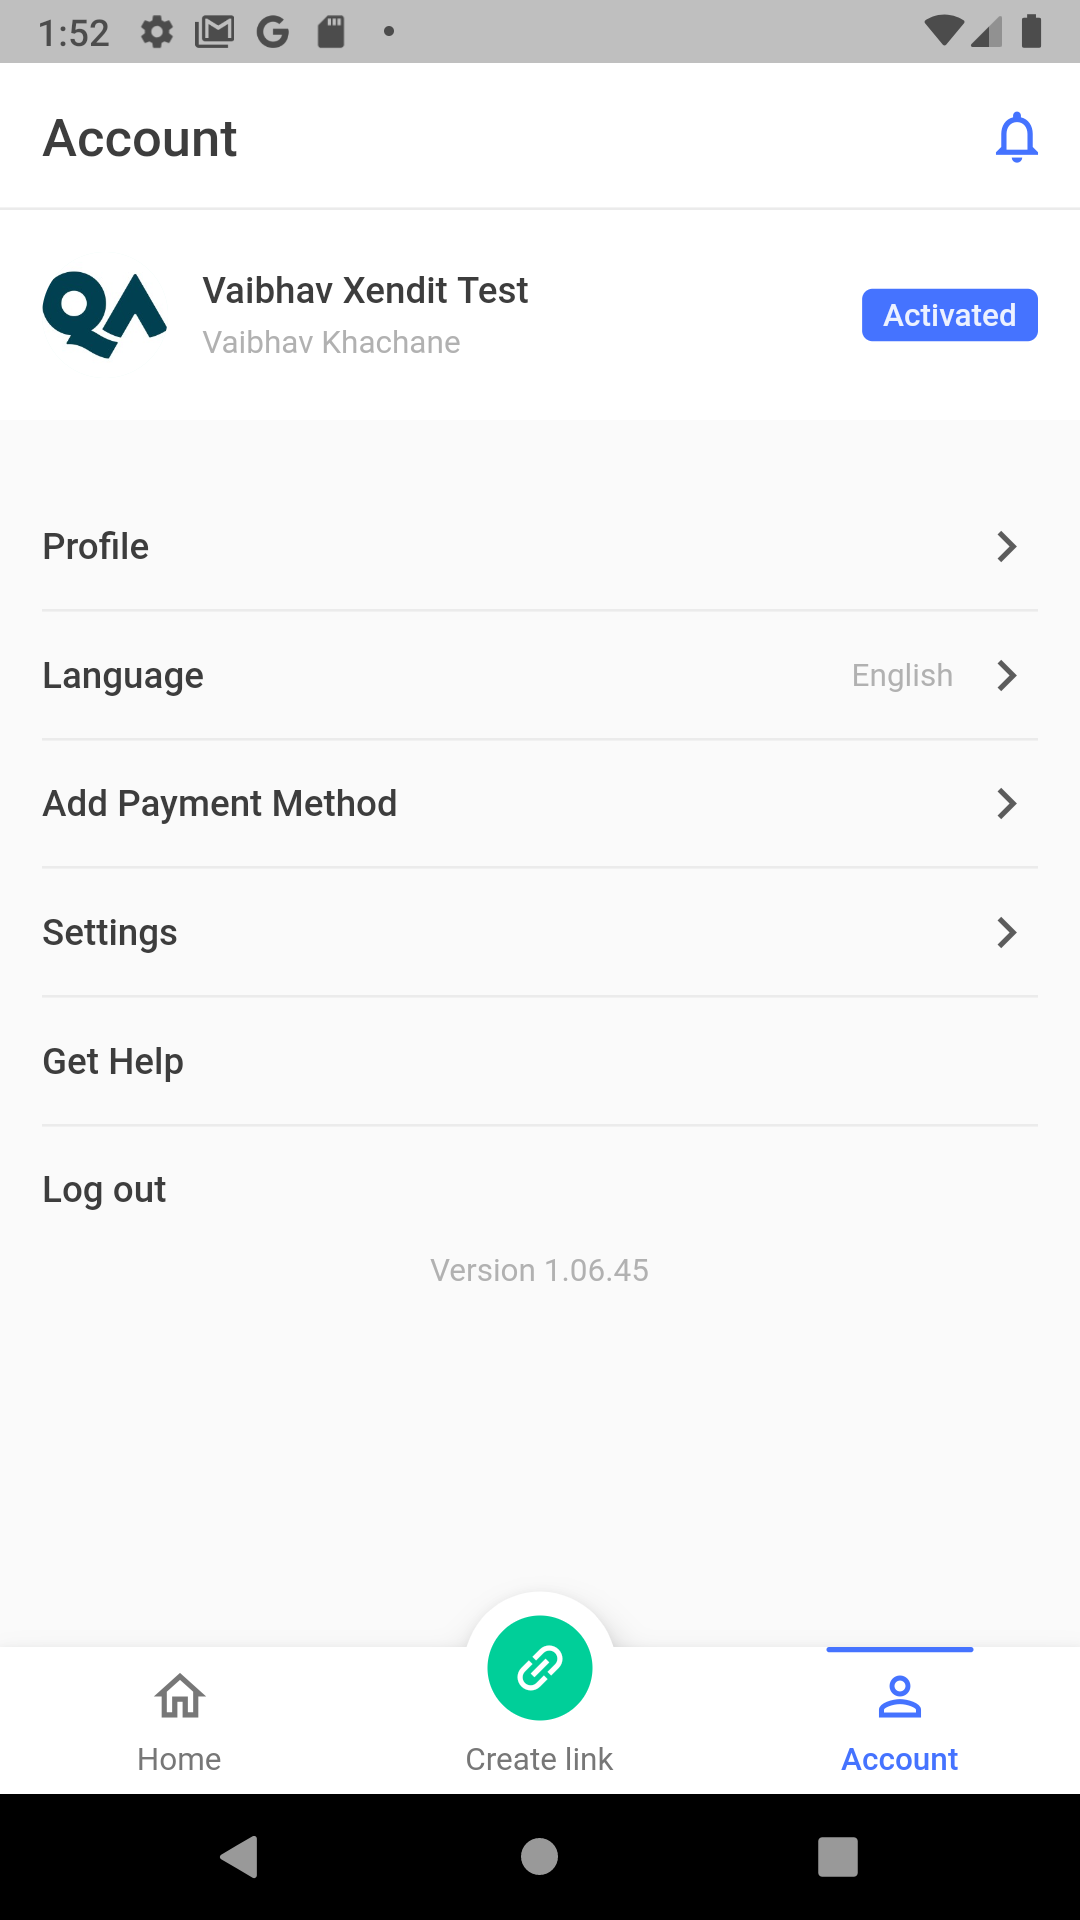 1:52
Account
QA
Vaibhav Xendit Test
Vaibhav Khachane
Activated
Profile
Language English
Add Payment Method
Settings
Get Help
Log out
Version 1.06.45
Home Create link Account